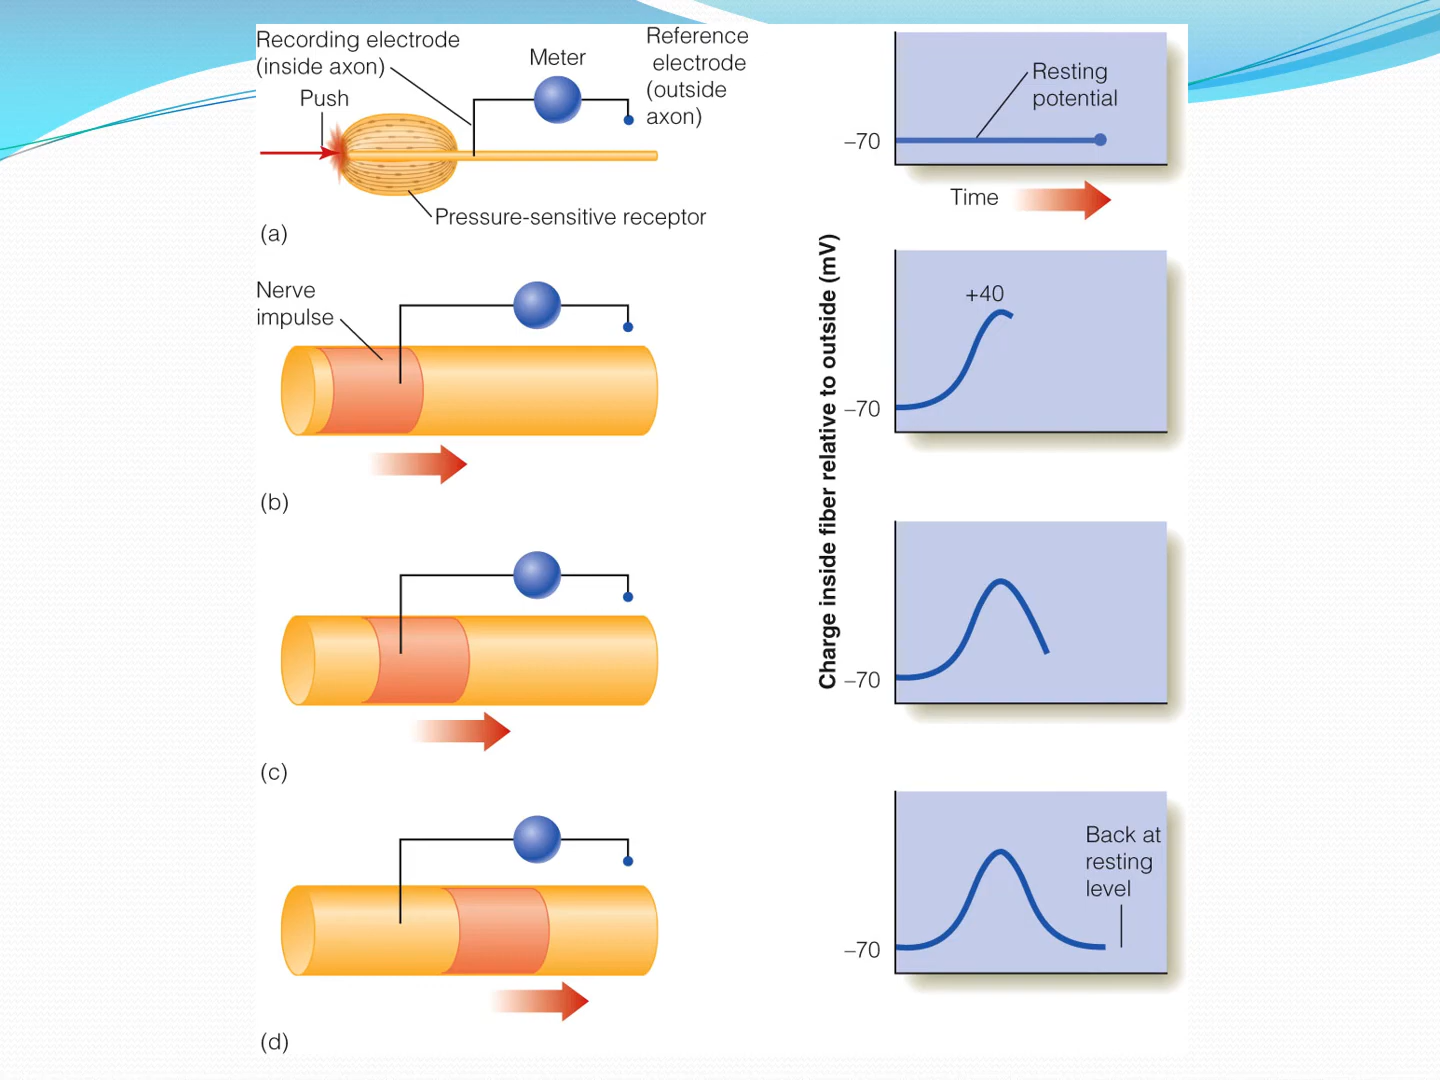 Recording electrode
(inside axon)
Push
Meter
Reference
electrode
(outside
axon)
Pressure-sensitive receptor
(a)
Resting
potential
–70
Time
Charge inside fiber relative to outside (mV)
Nerve
impulse
(b)
+40
–70
(c)
–70
(d)
Back at
resting
level
–70